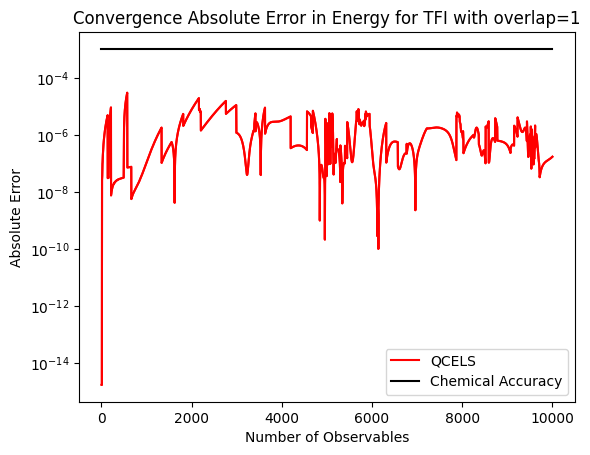 Convergence Absolute Error in Energy for TFI with overlap=1
Absolute Error
10⁻⁴
10⁻⁶
10⁻⁸
10⁻¹⁰
10⁻¹²
10⁻¹⁴
QCELS
Chemical Accuracy
0 2000 4000 6000 8000 10000
Number of Observables